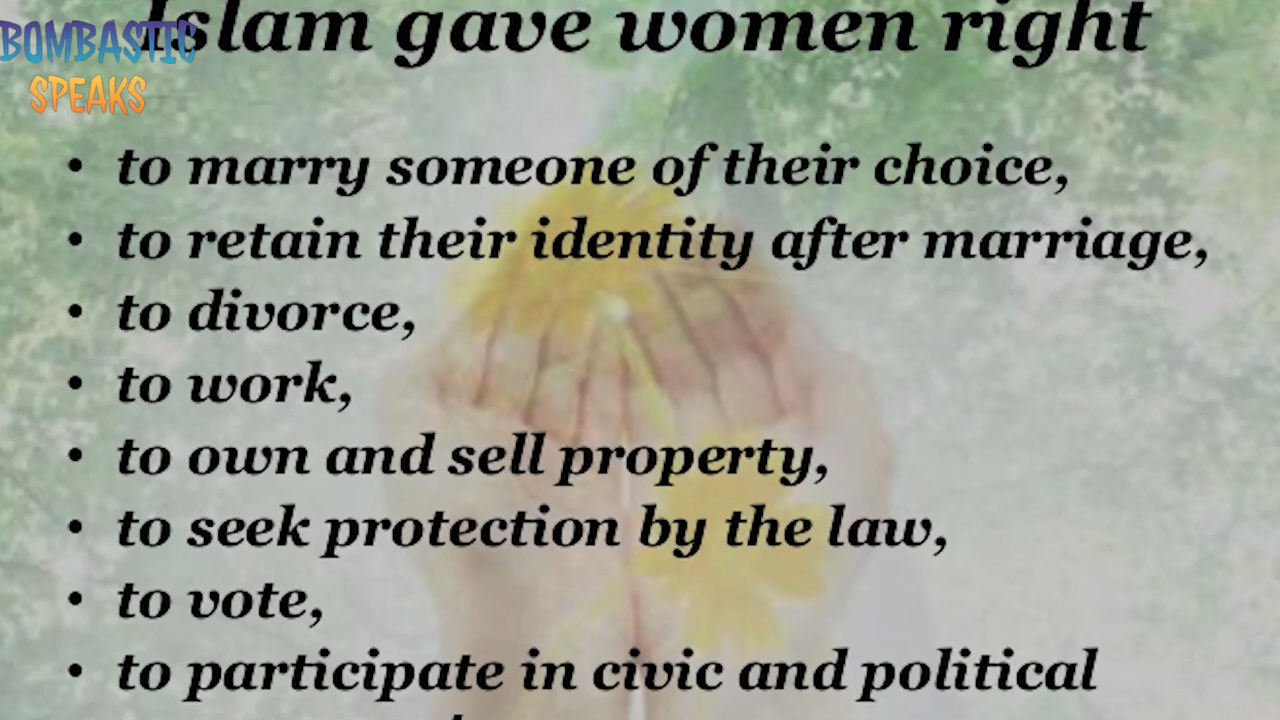 Islam gave women right
BOMBASTIC
SPEAKS
• to marry someone of their choice,
• to retain their identity after marriage,
• to divorce,
• to work,
• to own and sell property,
• to seek protection by the law,
• to vote,
• to participate in civic and political